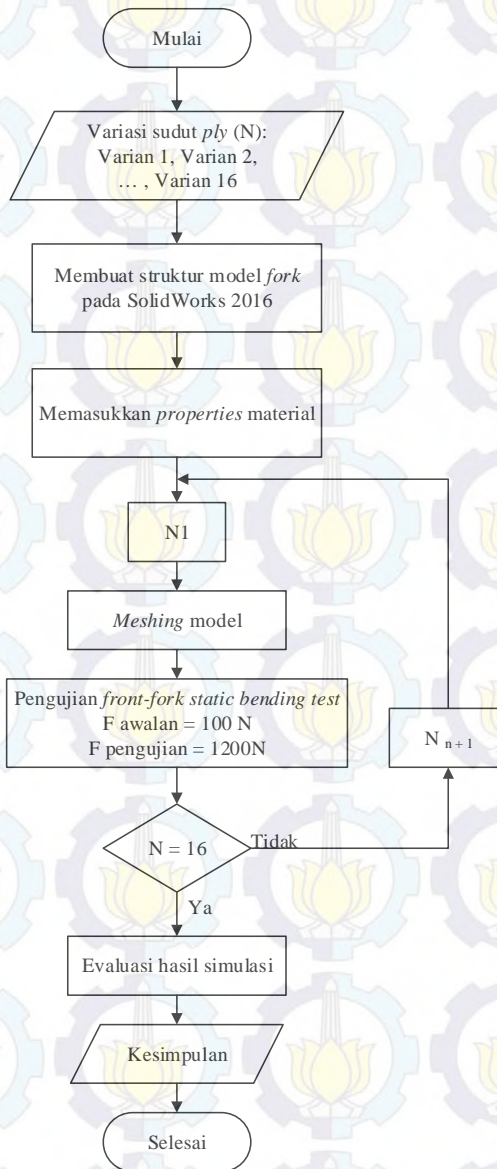 Mulai
Variasi sudut ply (N):
Varian 1, Varian 2,
… , Varian 16
Membuat struktur model fork
pada SolidWorks 2016
Memasukkan properties material
N1
Meshing model
Pengujian front-fork static bending test
F awalan = 100 N
F pengujian = 1200N
N n + 1
N = 16
Tidak
Ya
Evaluasi hasil simulasi
Kesimpulan
Selesai